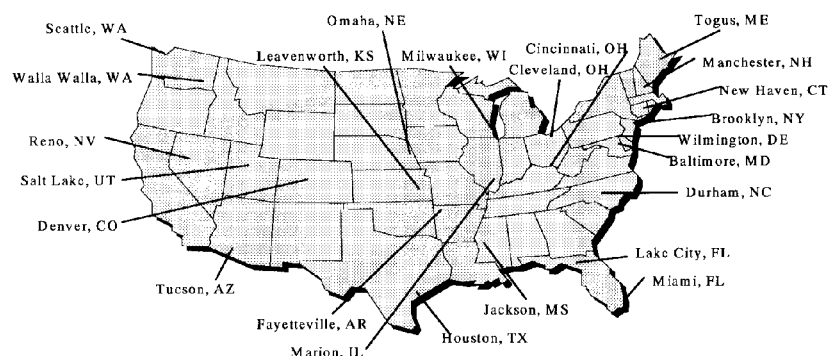 Omaha, NE
Togus, ME
Seattle, WA
Leavenworth, KS
Milwaukee, WI
Cincinnati, OH
Cleveland, OH
Manchester, NH
Walla Walla, WA
New Haven, CT
Brooklyn, NY
Reno, NV
Wilmington, DE
Baltimore, MD
Salt Lake, UT
Durham, NC
Denver, CO
Lake City, FL
Miami, FL
Tucson, AZ
Jackson, MS
Fayetteville, AR
Houston, TX
Marion, IL